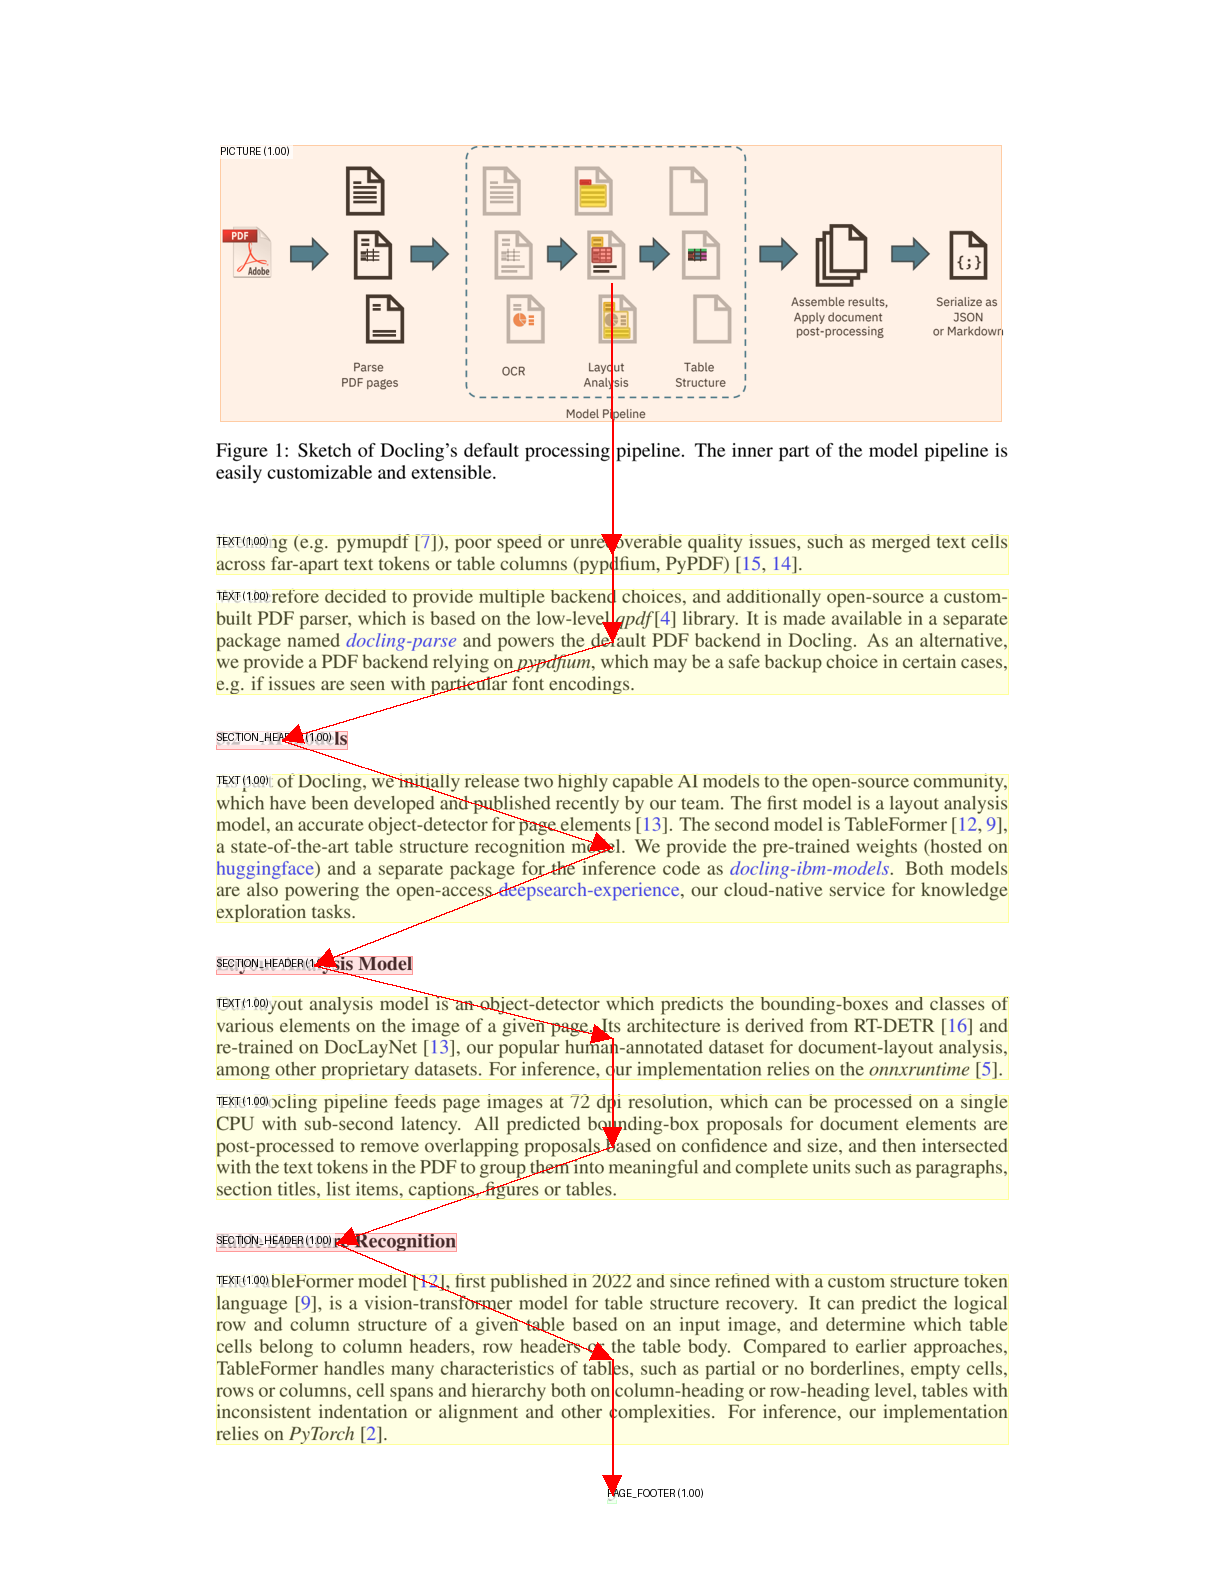 PICTURE (1.00)
PDF
Adobe
Parse
PDF pages
OCR
Layout
Analysis
Table
Structure
Model Pipeline
Assemble results,
Apply document
post-processing
{;}
Serialize as
JSON
or Markdown
Figure 1: Sketch of Docling's default processing pipeline. The inner part of the model pipeline is
easily customizable and extensible.
TEXT (1.00)
(e.g. pymupdf [7]), poor speed or unrecoverable quality issues, such as merged text cells
across far-apart text tokens or table columns (pypdfium, PyPDF) [15, 14].
TEXT (1.00)
refore decided to provide multiple backend choices, and additionally open-source a custom-
built PDF parser, which is based on the low-level qpdf [4] library. It is made available in a separate
package named docling-parse and powers the default PDF backend in Docling. As an alternative,
we provide a PDF backend relying on pypdfium, which may be a safe backup choice in certain cases,
e.g. if issues are seen with particular font encodings.
SECTION_HEADER (1.00)
TEXT (1.00)
of Docling, we initially release two highly capable AI models to the open-source community,
which have been developed and published recently by our team. The first model is a layout analysis
model, an accurate object-detector for page elements [13]. The second model is TableFormer [12, 9],
a state-of-the-art table structure recognition model. We provide the pre-trained weights (hosted on
huggingface) and a separate package for the inference code as docling-ibm-models. Both models
are also powering the open-access deepsearch-experience, our cloud-native service for knowledge
exploration tasks.
SECTION_HEADER (1.00)
Layout Analysis Model
TEXT (1.00)
layout analysis model is an object-detector which predicts the bounding-boxes and classes of
various elements on the image of a given page. Its architecture is derived from RT-DETR [16] and
re-trained on DocLayNet [13], our popular human-annotated dataset for document-layout analysis,
among other proprietary datasets. For inference, our implementation relies on the onnxruntime [5].
TEXT (1.00)
Docling pipeline feeds page images at 72 dpi resolution, which can be processed on a single
CPU with sub-second latency. All predicted bounding-box proposals for document elements are
post-processed to remove overlapping proposals based on confidence and size, and then intersected
with the text tokens in the PDF to group them into meaningful and complete units such as paragraphs,
section titles, list items, captions, figures or tables.
SECTION_HEADER (1.00)
Table Structure Recognition
TEXT (1.00)
TableFormer model [12], first published in 2022 and since refined with a custom structure token
language [9], is a vision-transformer model for table structure recovery. It can predict the logical
row and column structure of a given table based on an input image, and determine which table
cells belong to column headers, row headers or the table body. Compared to earlier approaches,
TableFormer handles many characteristics of tables, such as partial or no borderlines, empty cells,
rows or columns, cell spans and hierarchy both on column-heading or row-heading level, tables with
inconsistent indentation or alignment and other complexities. For inference, our implementation
relies on PyTorch [2].
PAGE_FOOTER (1.00)